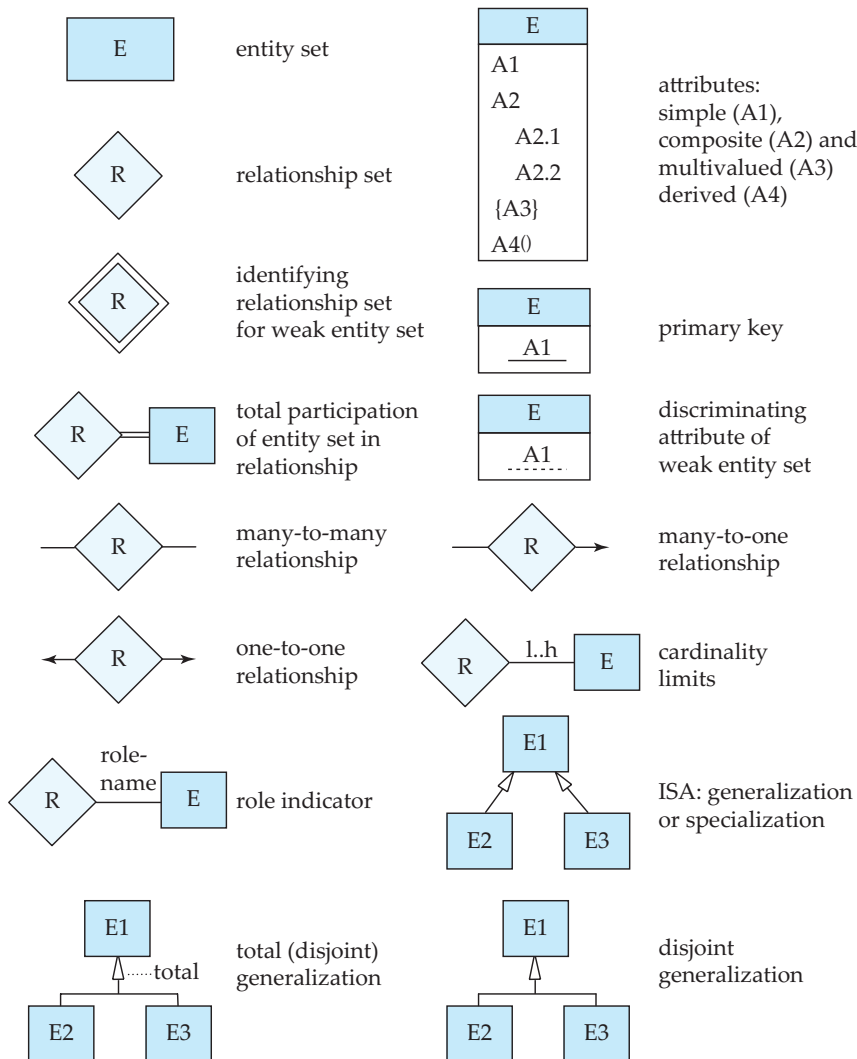 E
entity set
R
relationship set
R
identifying
relationship set
for weak entity set
R
E
total participation
of entity set in
relationship
R
many-to-many
relationship
R
one-to-one
relationship
R
role-
name
E
role indicator
E1
total
E2
E3
total (disjoint)
generalization
E
A1
A2
A2.1
A2.2
{A3}
A4()
attributes:
simple (A1),
composite (A2) and
multivalued (A3)
derived (A4)
E
A1
primary key
E
A1
discriminating
attribute of
weak entity set
R
many-to-one
relationship
R
l..h
E
cardinality
limits
E1
E2
E3
ISA: generalization
or specialization
E1
E2
E3
disjoint
generalization